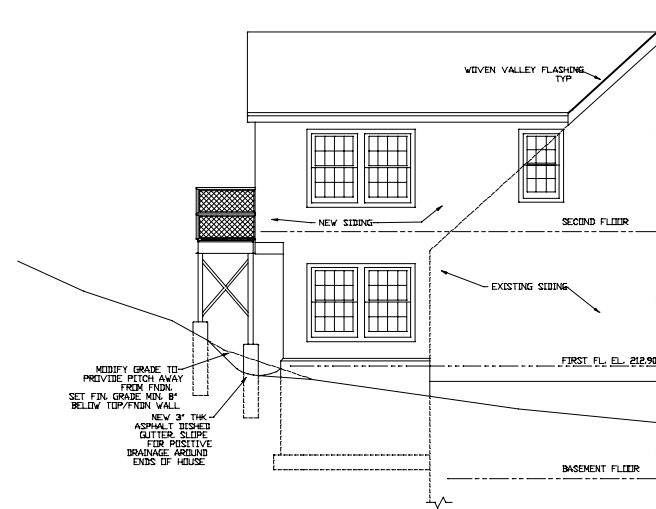 WOVEN VALLEY FLASHING
TYP
NEW SIDING
SECOND FLOOR
EXISTING SIDING
FIRST FL. EL. 212.90
MODIFY GRADE TO
PROVIDE PITCH AWAY
FROM FNDN.
SET FIN. GRADE MIN. 8"
BELOW TOP/FNDN WALL
NEW 3" THK
ASPHALT DISHED
GUTTER. SLOPE
FOR POSITIVE
DRAINAGE AROUND
ENDS OF HOUSE
BASEMENT FLOOR